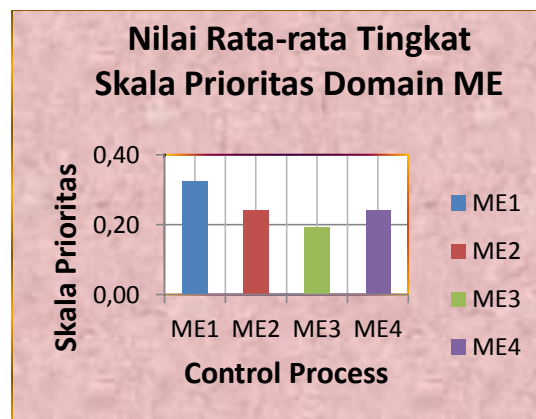 Nilai Rata-rata Tingkat
Skala Prioritas Domain ME
Skala Prioritas
0,40
0,20
0,00
ME1 ME2 ME3 ME4
Control Process
ME1
ME2
ME3
ME4